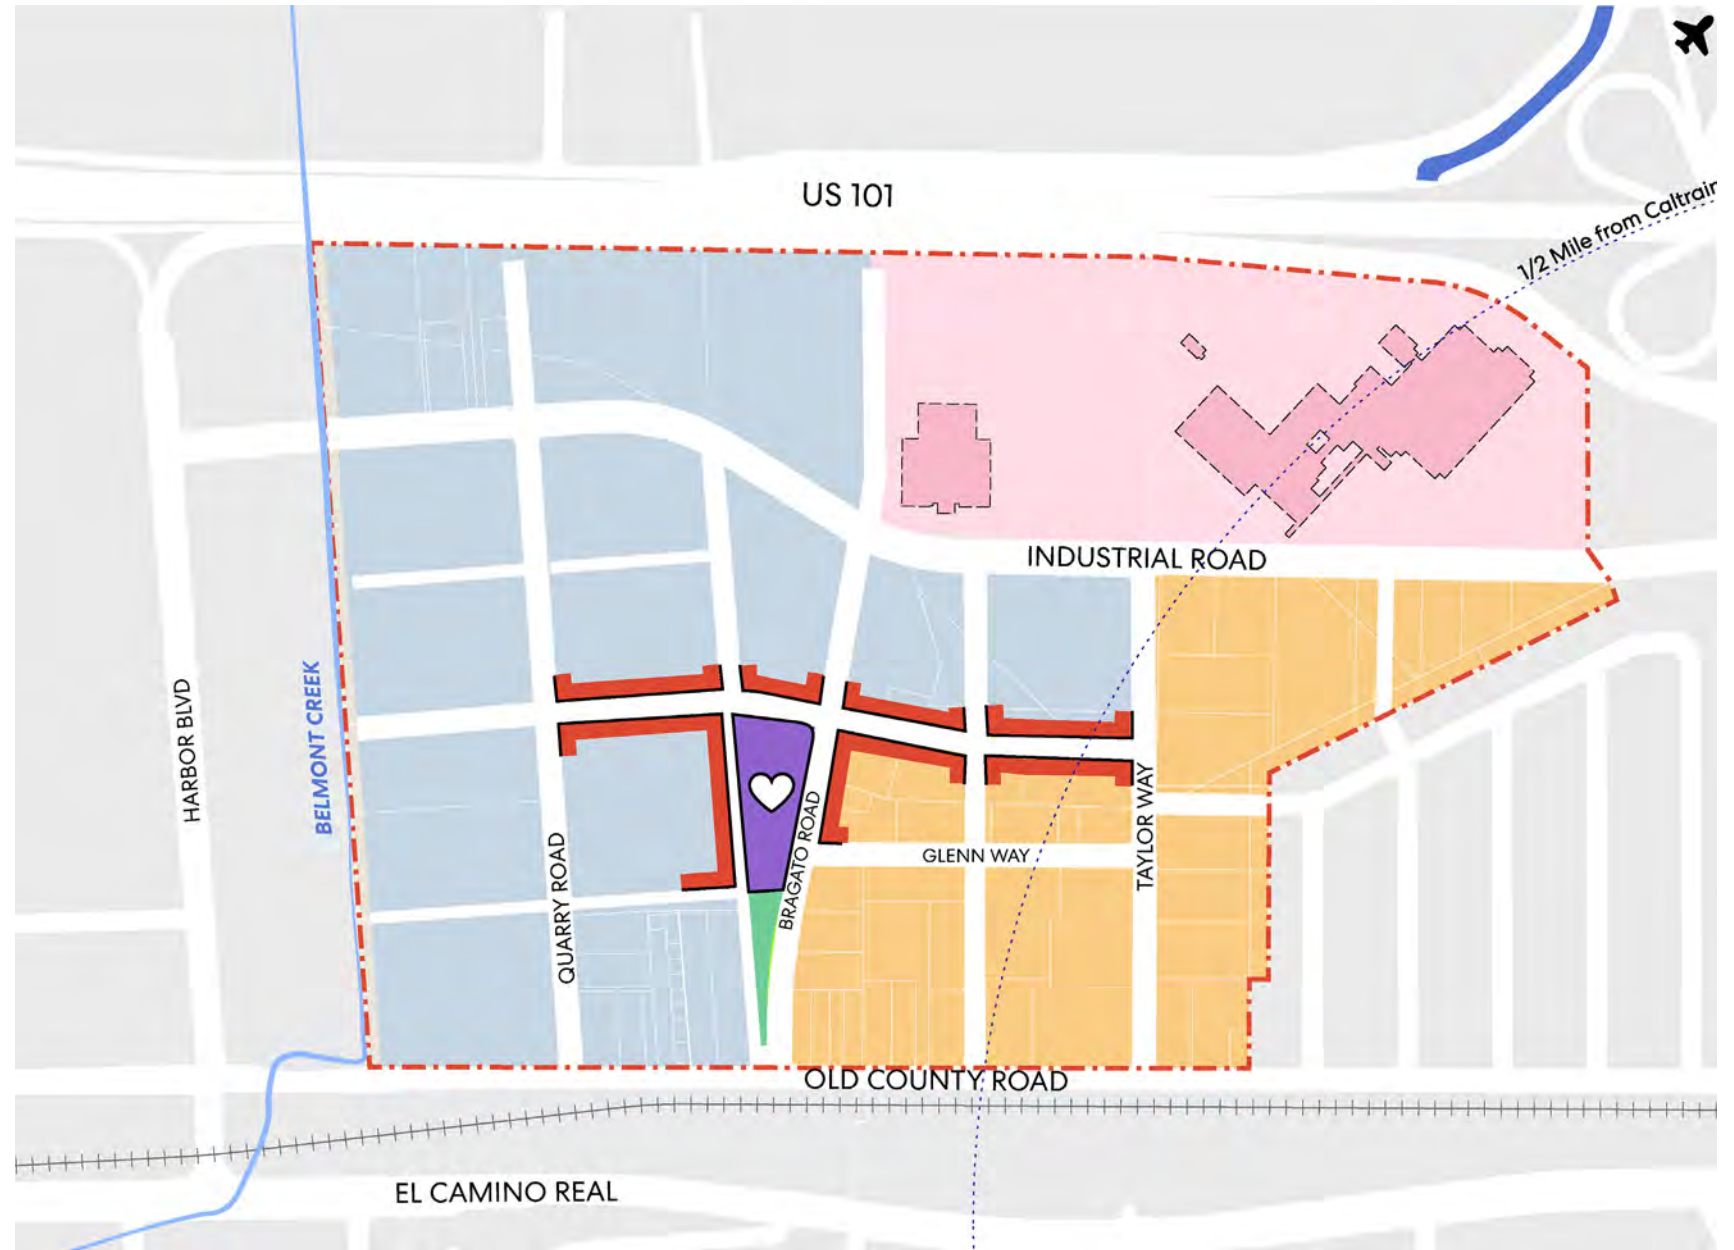 US 101
1/2 Mile from Caltrain
INDUSTRIAL ROAD
BELMONT CREEK
HARBOR BLVD
QUARRY ROAD
BRAGATO ROAD
GLENN WAY
TAYLOR WAY
OLD COUNTY ROAD
EL CAMINO REAL